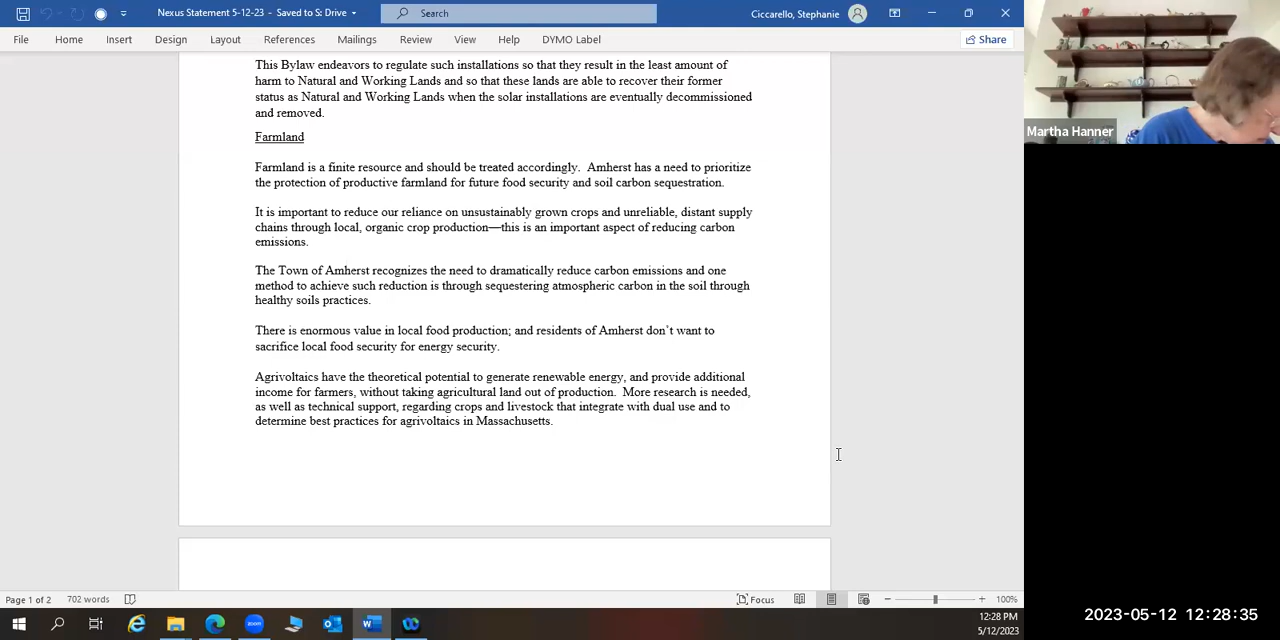 Nexus Statement 5-12-23 - Saved to S: Drive
Search
Ciccarello, Stephanie
File Home Insert Design Layout References Mailings Review View Help DYMO Label Share
This Bylaw endeavors to regulate such installations so that they result in the least amount of
harm to Natural and Working Lands and so that these lands are able to recover their former
status as Natural and Working Lands when the solar installations are eventually decommissioned
and removed.
Farmland
Farmland is a finite resource and should be treated accordingly.  Amherst has a need to prioritize
the protection of productive farmland for future food security and soil carbon sequestration.
It is important to reduce our reliance on unsustainably grown crops and unreliable, distant supply
chains through local, organic crop production—this is an important aspect of reducing carbon
emissions.
The Town of Amherst recognizes the need to dramatically reduce carbon emissions and one
method to achieve such reduction is through sequestering atmospheric carbon in the soil through
healthy soils practices.
There is enormous value in local food production; and residents of Amherst don't want to
sacrifice local food security for energy security.
Agrivoltaics have the theoretical potential to generate renewable energy, and provide additional
income for farmers, without taking agricultural land out of production.  More research is needed,
as well as technical support, regarding crops and livestock that integrate with dual use and to
determine best practices for agrivoltaics in Massachusetts.
Page 1 of 2 702 words Focus 100%
zoom
12:28 PM
5/12/2023
Martha Hanner
2023-05-12 12:28:35